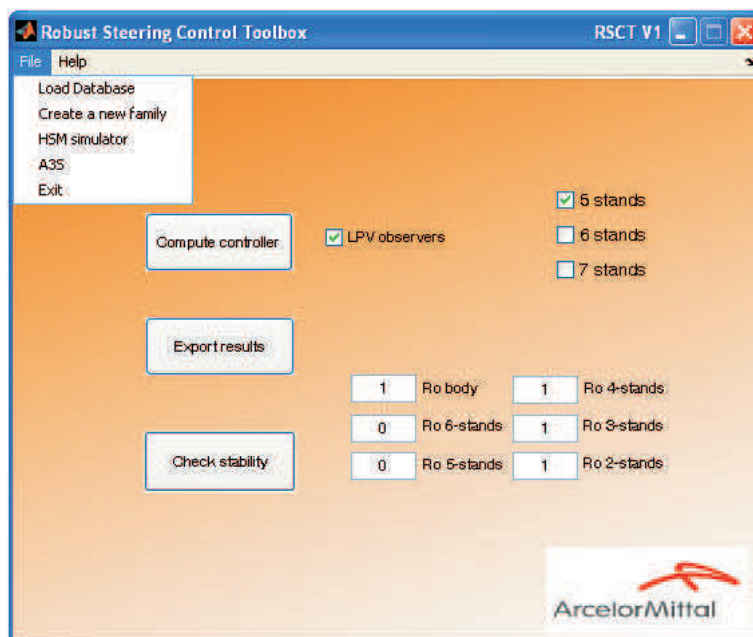 Robust Steering Control Toolbox RSCT V1
File Help
Load Database
Create a new family
HSM simulator
A3S
Exit
Compute controller
LPV observers
5 stands
6 stands
7 stands
Export results
1 Ro body 1 Ro 4-stands
0 Ro 6-stands 1 Ro 3-stands
0 Ro 5-stands 1 Ro 2-stands
Check stability
ArcelorMittal